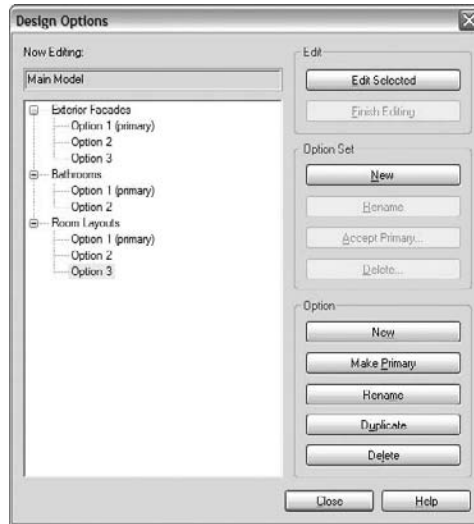 Design Options
Now Editing:
Main Model
Exterior Facades
Option 1 (primary)
Option 2
Option 3
Bathrooms
Option 1 (primary)
Option 2
Room Layouts
Option 1 (primary)
Option 2
Option 3
Edit
Edit Selected
Finish Editing
Option Set
New
Rename
Accept Primary...
Delete...
Option
New
Make Primary
Rename
Duplicate
Delete
Close
Help